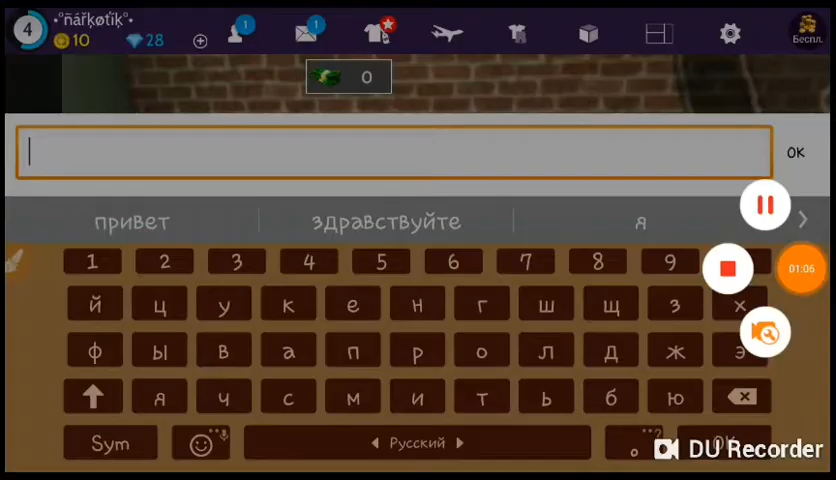 4
•°ñářķøťïķ°•
10
28
1
1
Беспл.
0
OK
привет здравствуйте я
1 2 3 4 5 6 7 8 9
01:06
й ц у к е н г ш щ з х
ф ы в а п р о л д ж э
я ч с м и т ь б ю
Sym Русский
DU Recorder